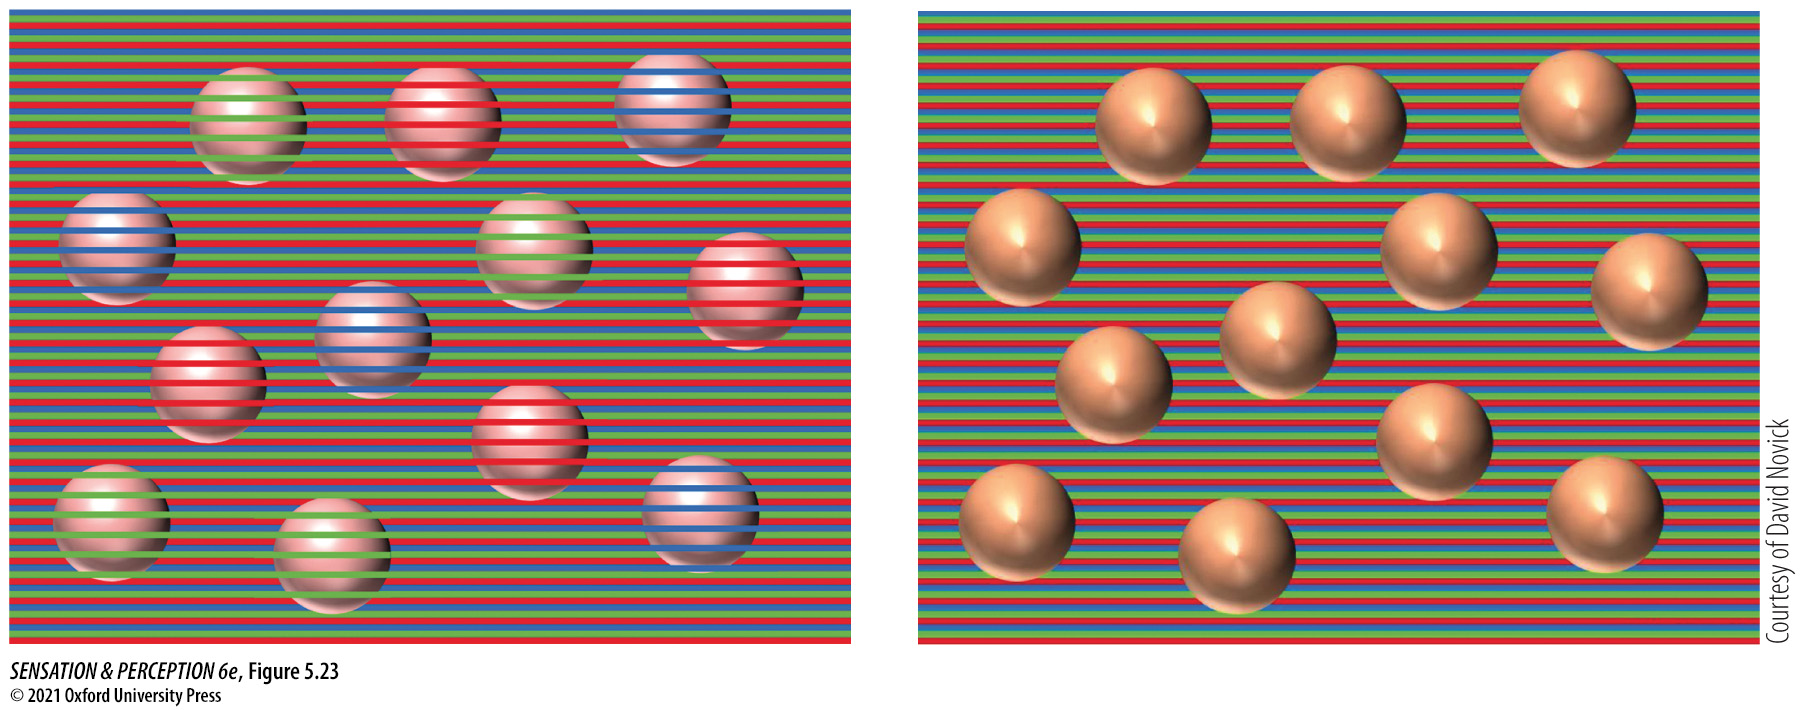 Courtesy of David Novick
SENSATION & PERCEPTION 6e, Figure 5.23
© 2021 Oxford University Press